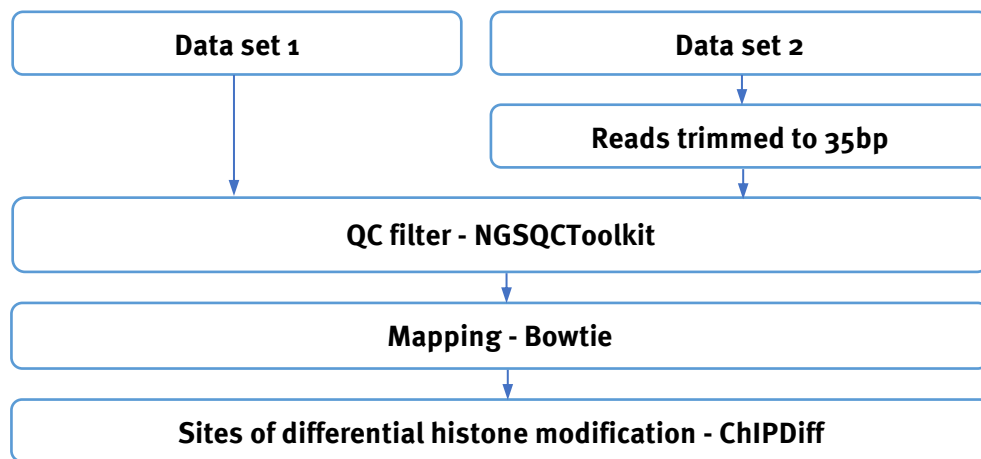 Data set 1
Data set 2
Reads trimmed to 35bp
QC filter - NGSQCToolkit
Mapping - Bowtie
Sites of differential histone modification - ChIPDiff